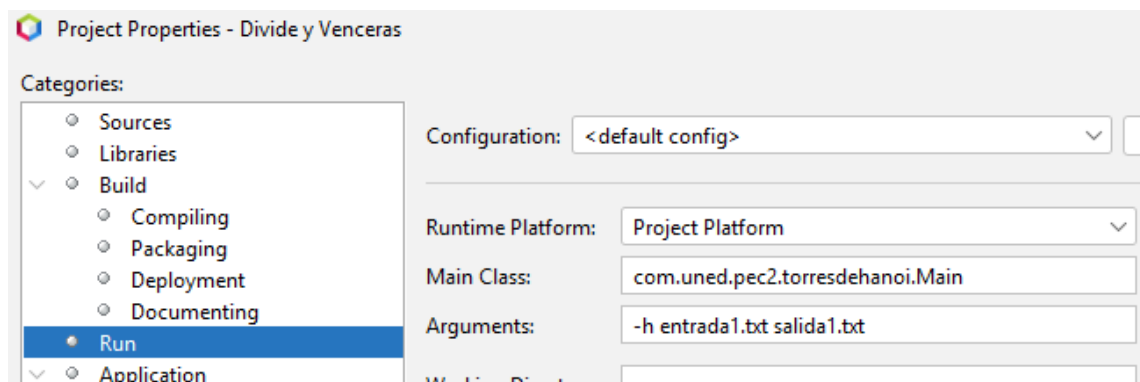 Project Properties - Divide y Venceras
Categories:
Sources
Libraries
Build
Compiling
Packaging
Deployment
Documenting
Run
Application
Configuration: <default config>
Runtime Platform: Project Platform
Main Class: com.uned.pec2.torresdehanoi.Main
Arguments: -h entrada1.txt salida1.txt